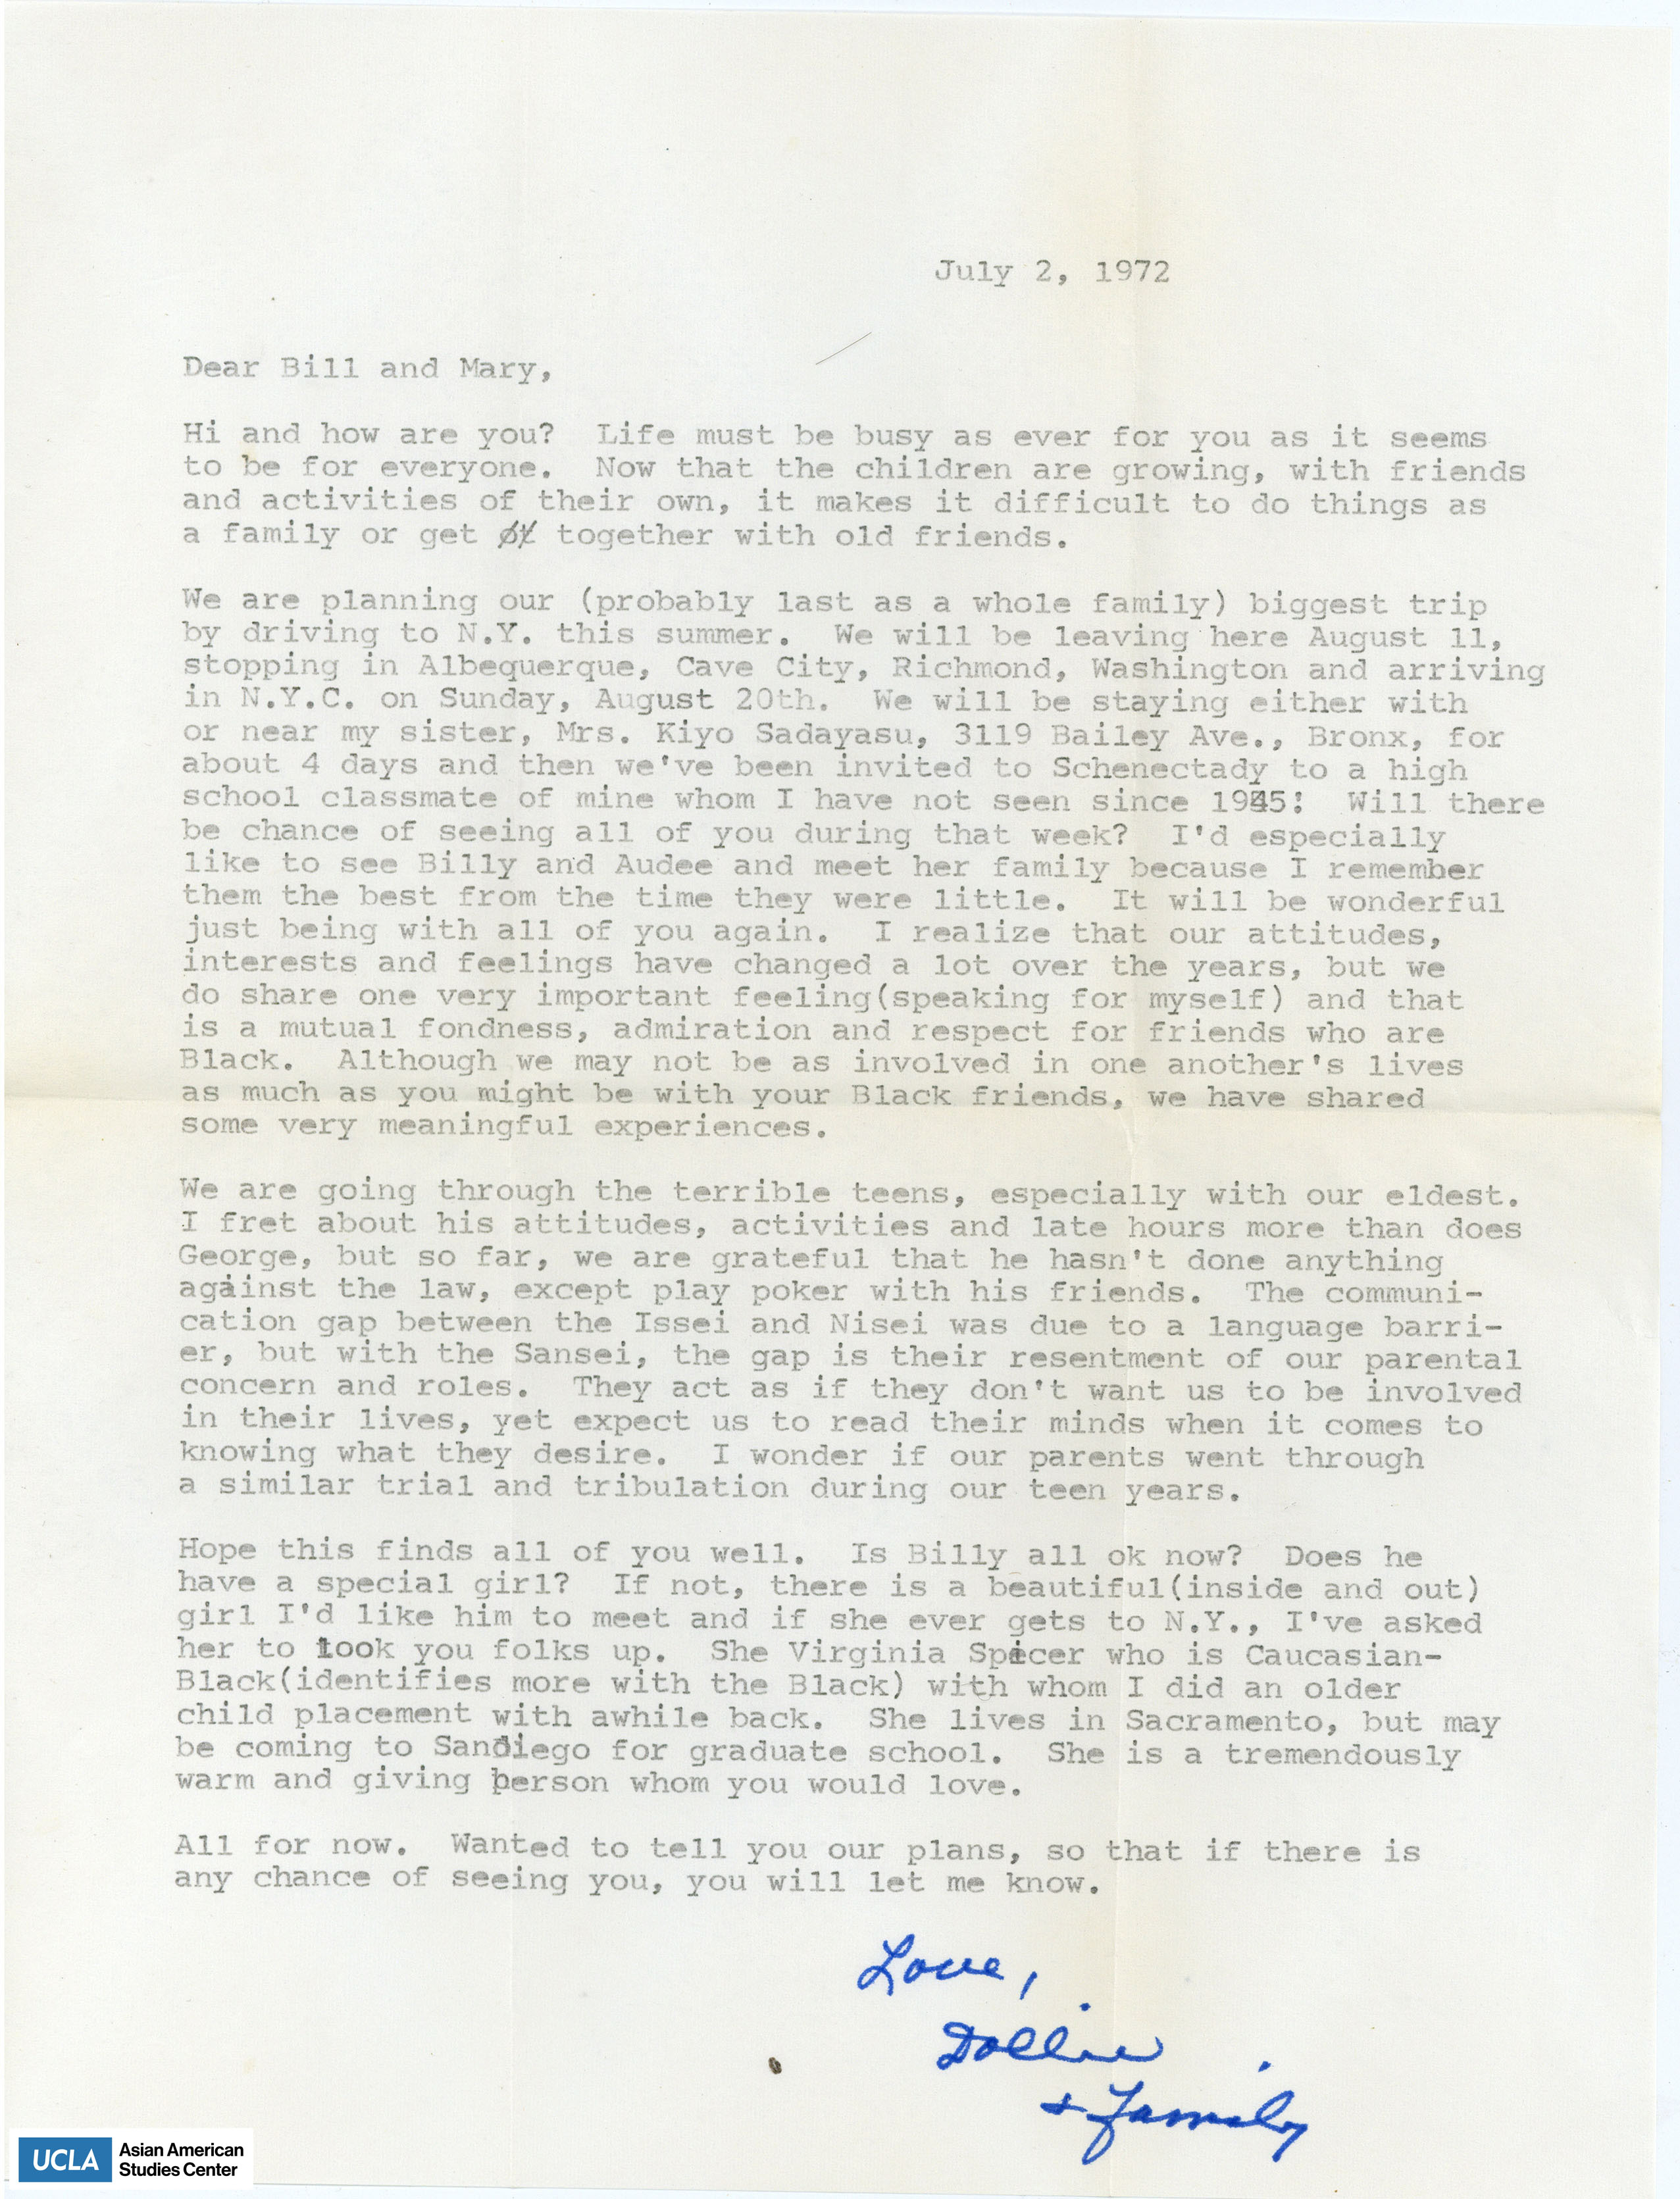 July 2, 1972
Dear Bill and Mary,
Hi and how are you?  Life must be busy as ever for you as it seems
to be for everyone.  Now that the children are growing, with friends
and activities of their own, it makes it difficult to do things as
a family or get together with old friends.
We are planning our (probably last as a whole family) biggest trip
by driving to N.Y. this summer.  We will be leaving here August 11,
stopping in Albequerque, Cave City, Richmond, Washington and arriving
in N.Y.C. on Sunday, August 20th.  We will be staying either with
or near my sister, Mrs. Kiyo Sadayasu, 3119 Bailey Ave., Bronx, for
about 4 days and then we've been invited to Schenectady to a high
school classmate of mine whom I have not seen since 1945!  Will there
be chance of seeing all of you during that week?  I'd especially
like to see Billy and Audee and meet her family because I remember
them the best from the time they were little.  It will be wonderful
just being with all of you again.  I realize that our attitudes,
interests and feelings have changed a lot over the years, but we
do share one very important feeling(speaking for myself) and that
is a mutual fondness, admiration and respect for friends who are
Black.  Although we may not be as involved in one another's lives
as much as you might be with your Black friends, we have shared
some very meaningful experiences.
We are going through the terrible teens, especially with our eldest.
I fret about his attitudes, activities and late hours more than does
George, but so far, we are grateful that he hasn't done anything
against the law, except play poker with his friends.  The communi-
cation gap between the Issei and Nisei was due to a language barri-
er, but with the Sansei, the gap is their resentment of our parental
concern and roles.  They act as if they don't want us to be involved
in their lives, yet expect us to read their minds when it comes to
knowing what they desire.  I wonder if our parents went through
a similar trial and tribulation during our teen years.
Hope this finds all of you well.  Is Billy all ok now?  Does he
have a special girl?  If not, there is a beautiful(inside and out)
girl I'd like him to meet and if she ever gets to N.Y., I've asked
her to look you folks up.  She Virginia Spicer who is Caucasian-
Black(identifies more with the Black) with whom I did an older
child placement with awhile back.  She lives in Sacramento, but may
be coming to Sandiego for graduate school.  She is a tremendously
warm and giving person whom you would love.
All for now.  Wanted to tell you our plans, so that if there is
any chance of seeing you, you will let me know.
Love,
Dollie
+ family
UCLA Asian American
Studies Center